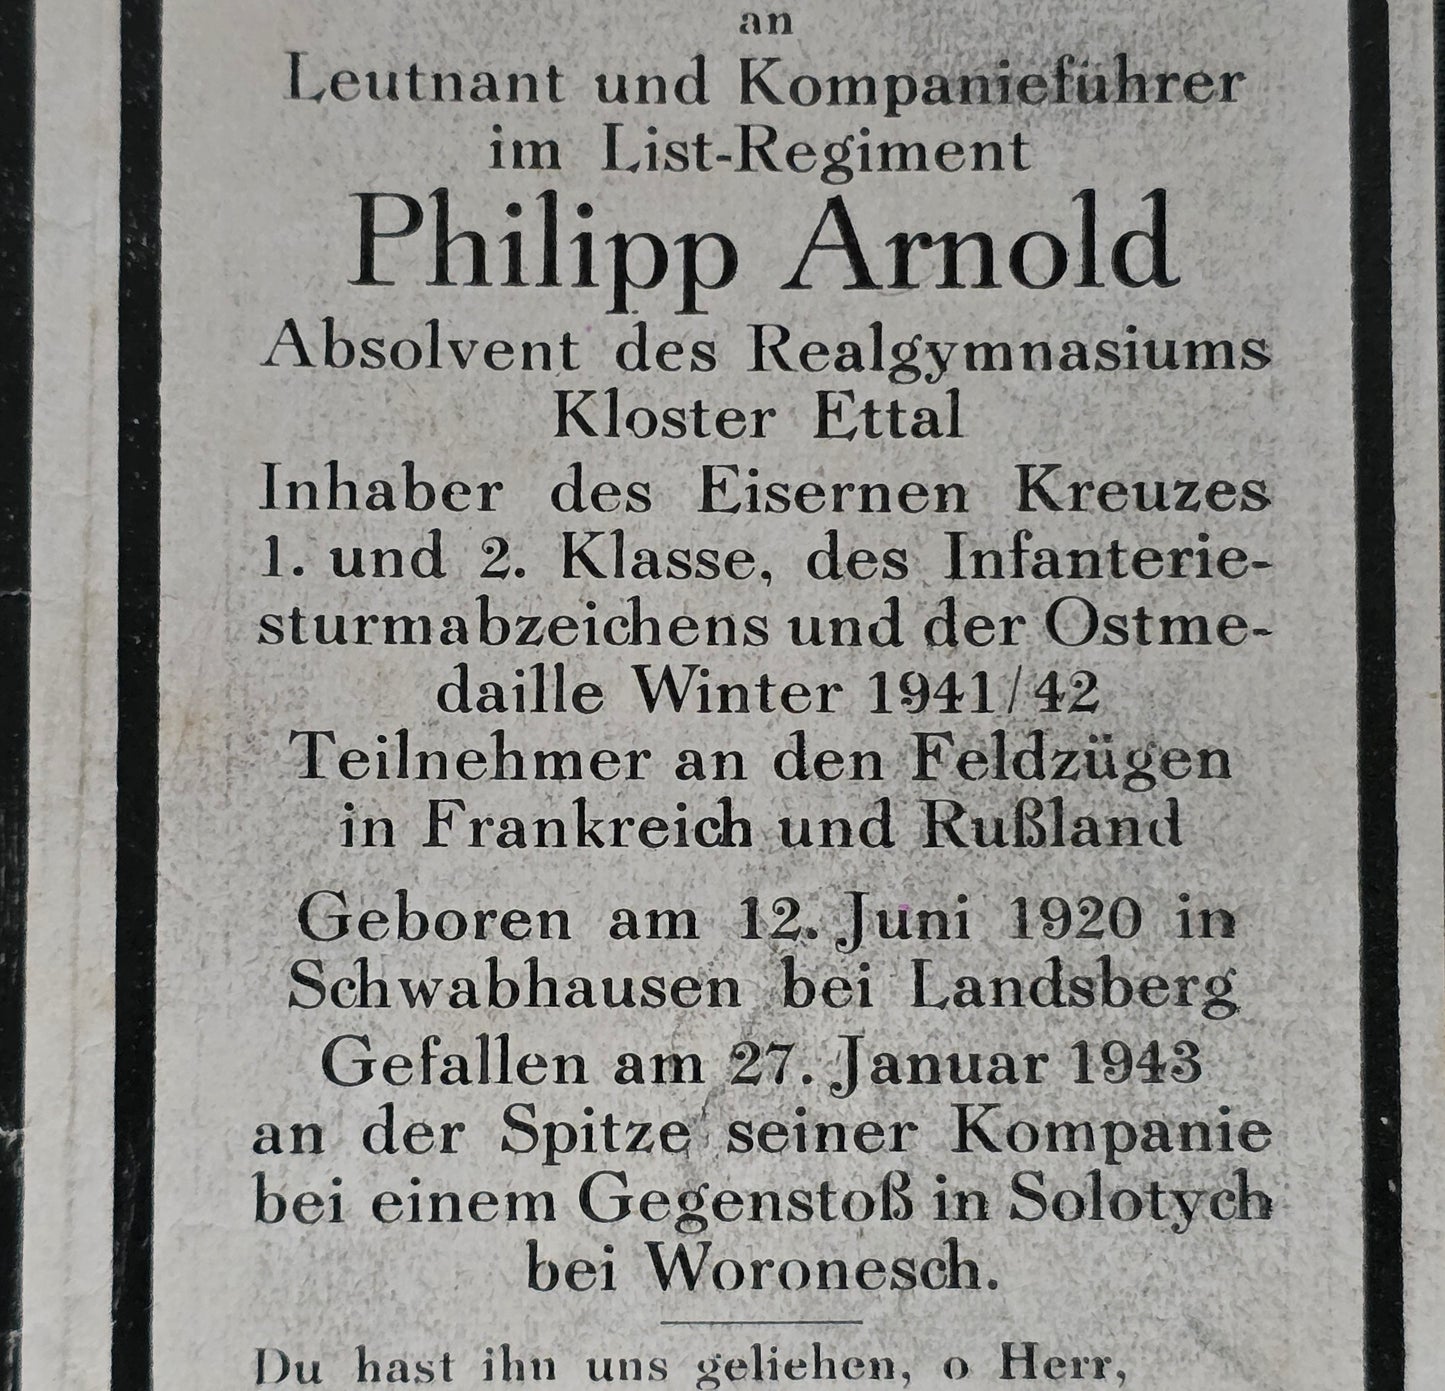 an
Leutnant und Kompanieführer
im List-Regiment
Philipp Arnold
Absolvent des Realgymnasiums
Kloster Ettal
Inhaber des Eisernen Kreuzes
1. und 2. Klasse, des Infanterie-
sturmabzeichens und der Ostme-
daille Winter 1941/42
Teilnehmer an den Feldzügen
in Frankreich und Rußland
Geboren am 12. Juni 1920 in
Schwabhausen bei Landsberg
Gefallen am 27. Januar 1943
an der Spitze seiner Kompanie
bei einem Gegenstoß in Solotych
bei Woronesch.
Du hast ihn uns geliehen, o Herr,